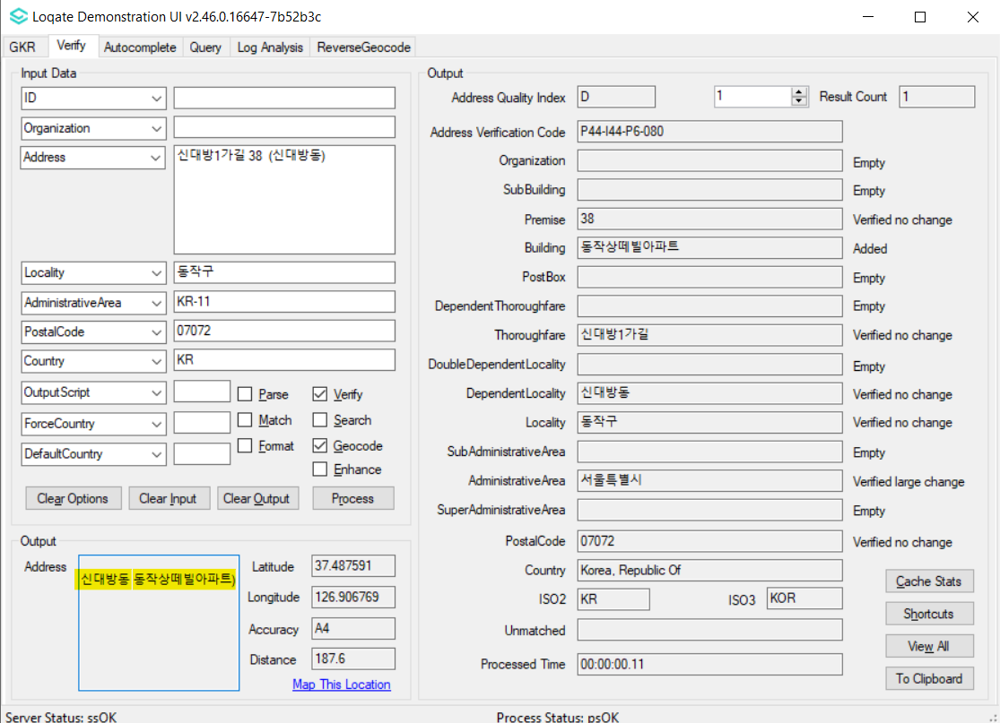 Loqate Demonstration UI v2.46.0.16647-7b52b3c
GKR Verify Autocomplete Query Log Analysis ReverseGeocode
Input Data
ID
Organization
Address 신대방1가길 38 (신대방동)
Locality 동작구
AdministrativeArea KR-11
PostalCode 07072
Country KR
OutputScript Parse Verify
ForceCountry Match Search
DefaultCountry Format Geocode
Enhance
Clear Options Clear Input Clear Output Process
Output
Address 신대방동 동작상떼빌아파트)
Latitude 37.487591
Longitude 126.906769
Accuracy A4
Distance 187.6
Map This Location
Output
Address Quality Index D 1 Result Count 1
Address Verification Code P44-I44-P6-080
Organization Empty
SubBuilding Empty
Premise 38 Verified no change
Building 동작상떼빌아파트 Added
PostBox Empty
DependentThoroughfare Empty
Thoroughfare 신대방1가길 Verified no change
DoubleDependentLocality Empty
DependentLocality 신대방동 Verified no change
Locality 동작구 Verified no change
SubAdministrativeArea Empty
AdministrativeArea 서울특별시 Verified large change
SuperAdministrativeArea Empty
PostalCode 07072 Verified no change
Country Korea, Republic Of
ISO2 KR ISO3 KOR
Unmatched
Processed Time 00:00:00.11
Cache Stats
Shortcuts
View All
To Clipboard
Server Status: ssOK Process Status: psOK